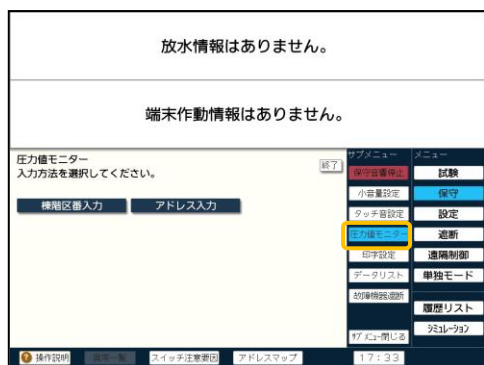 放水情報はありません。
端末作動情報はありません。
圧力値モニター
入力方法を選択してください。
終了
棟階区番入力
アドレス入力
サブメニュー
保守音響停止
小音量設定
タッチ音設定
圧力値モニター
印字設定
データリスト
故障機器遮断
サブメニュー閉じる
メニュー
試験
保守
設定
遮断
遠隔制御
単独モード
履歴リスト
シミュレーション
操作説明
異常一覧
スイッチ注意要因
アドレスマップ
17:33